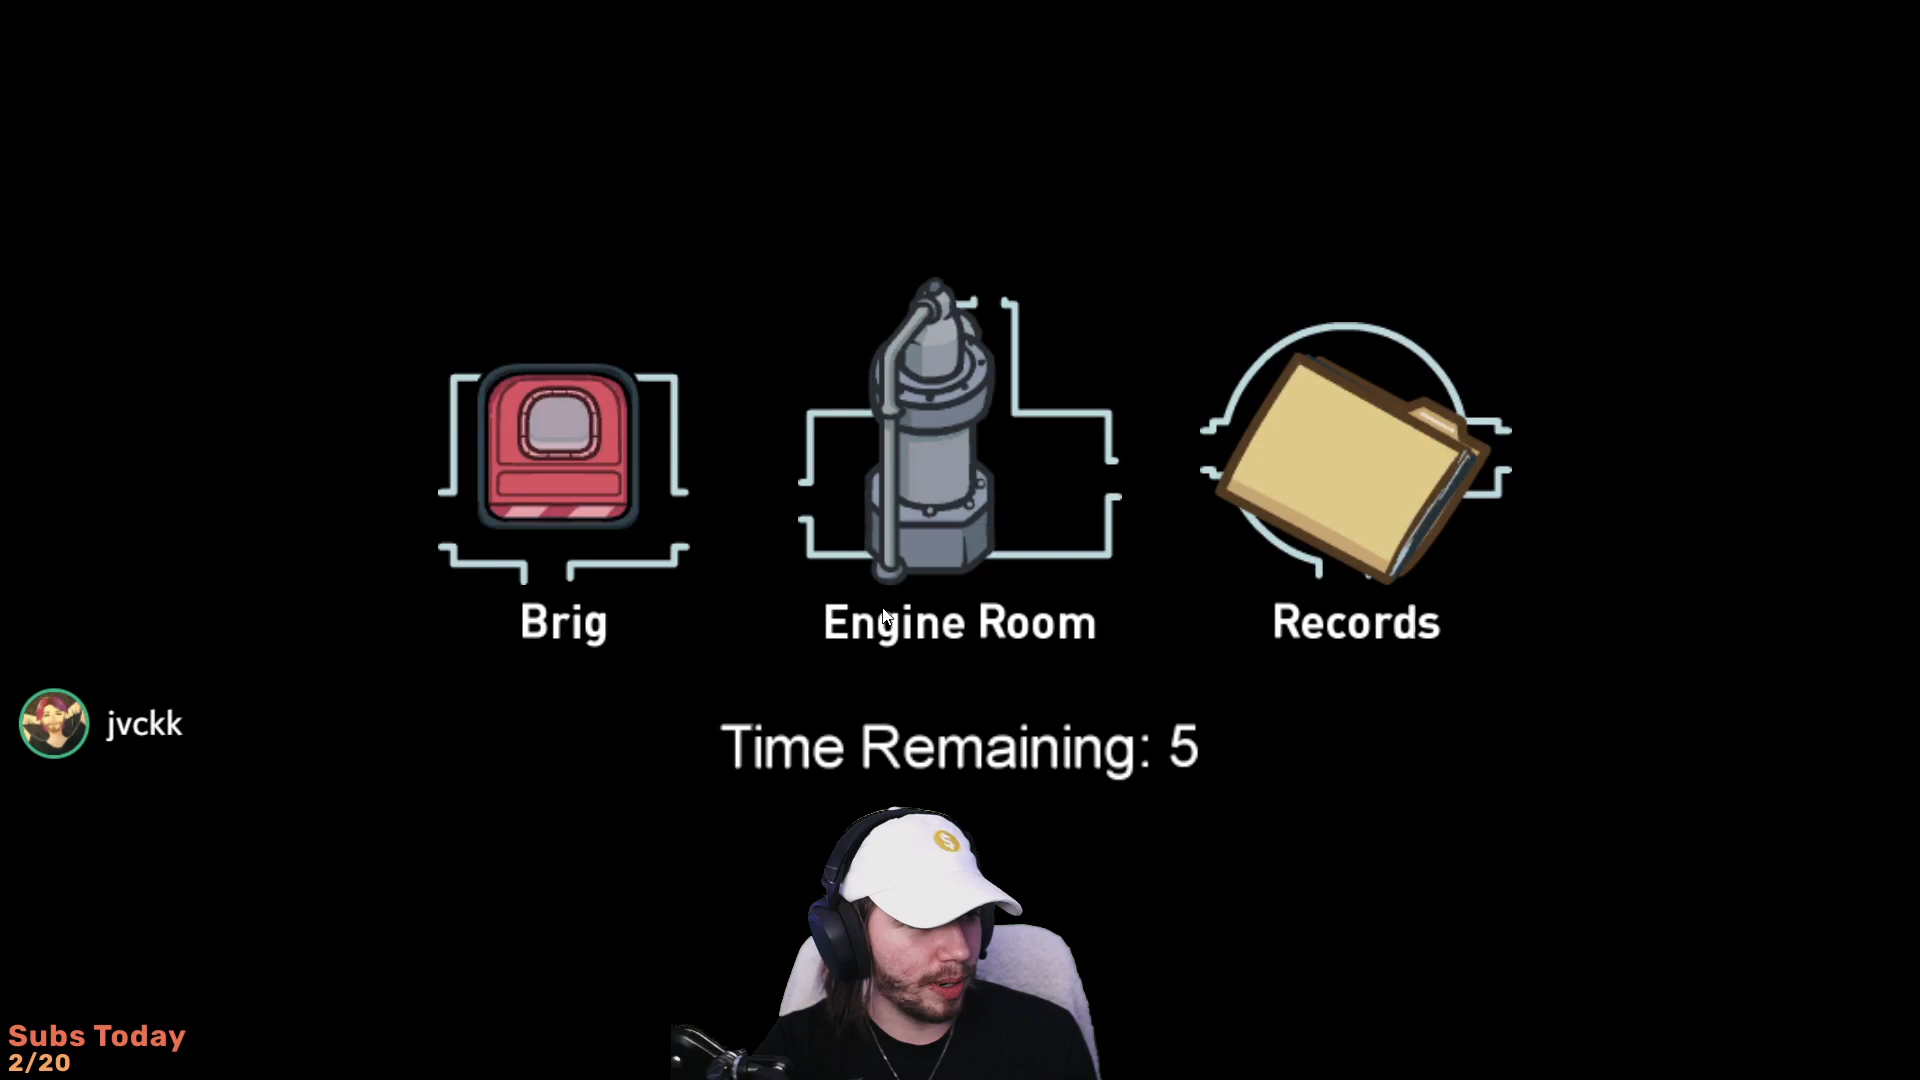 Brig
Engine Room
Records
jvckk
Time Remaining: 5
Subs Today
2/20